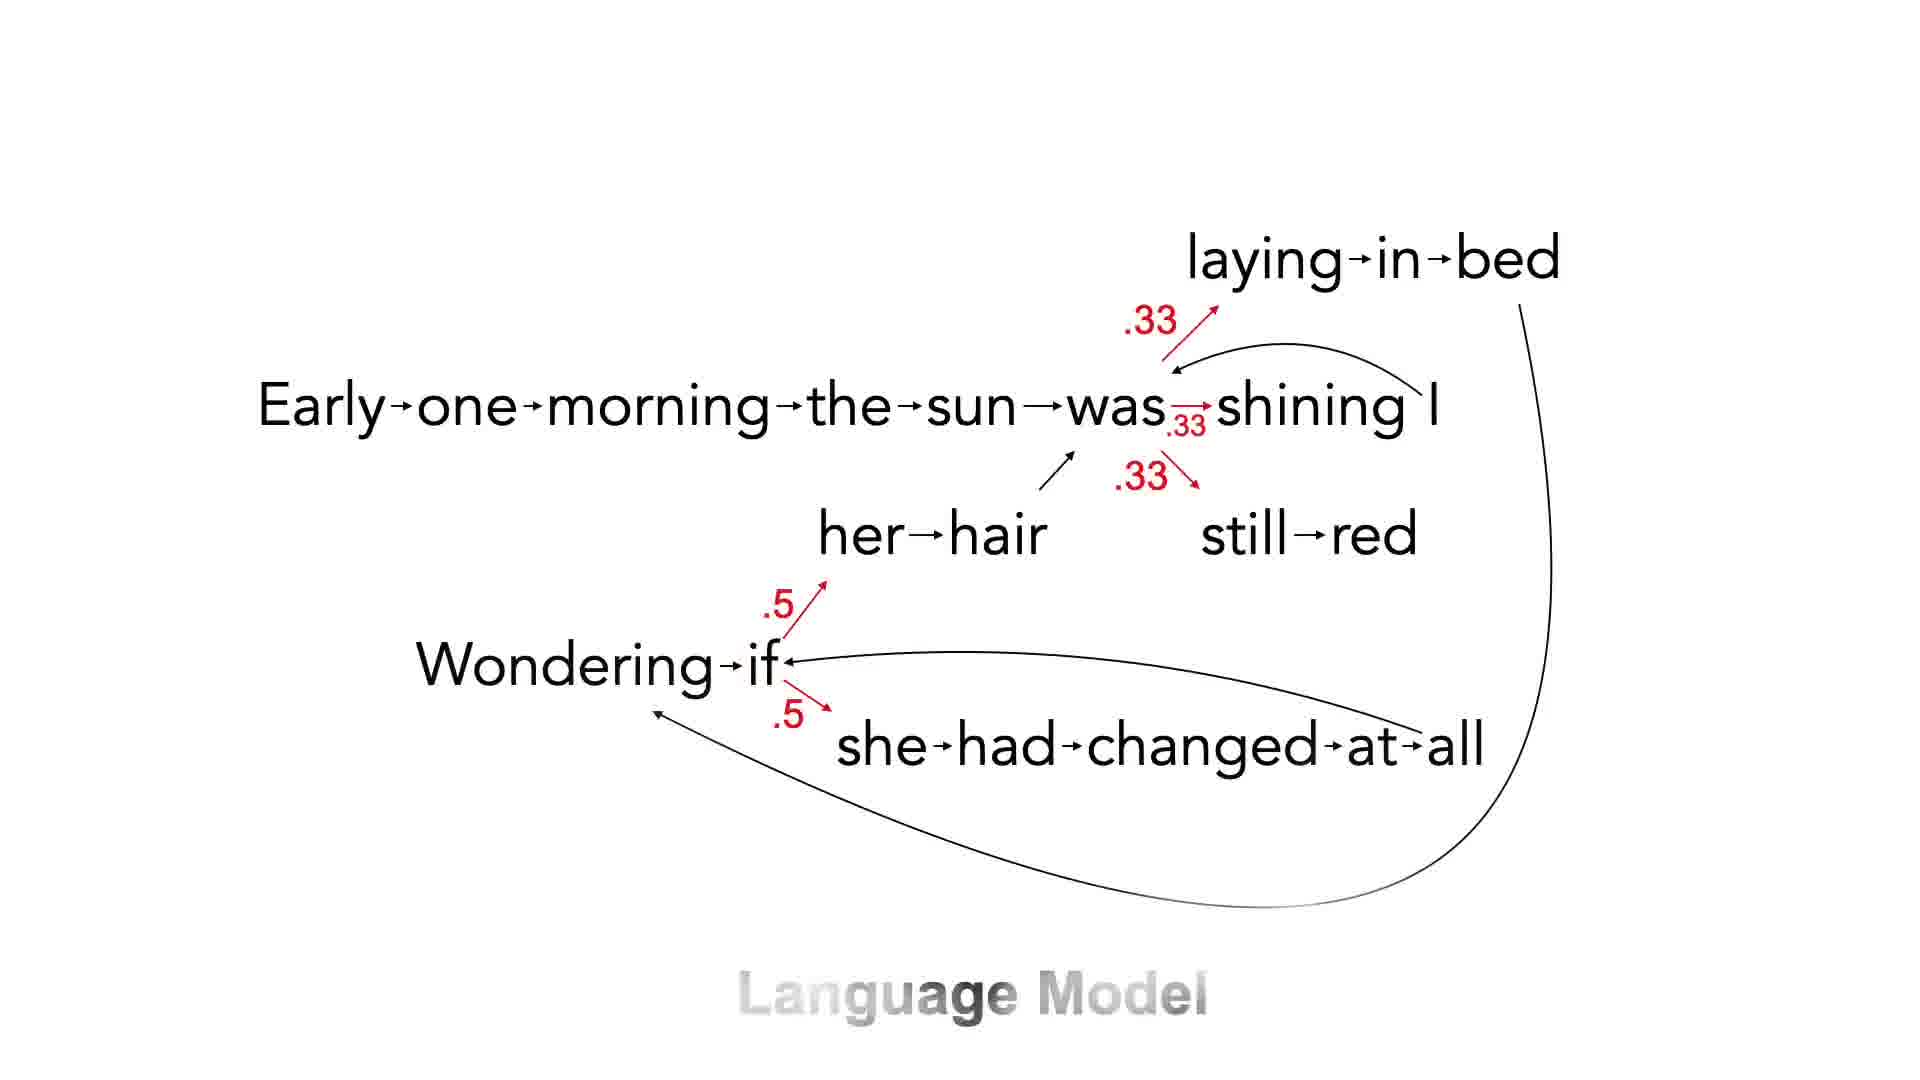 laying in bed
.33
Early one morning the sun was .33 shining I
.33
her hair still red
.5
Wondering if
.5
she had changed at all
Language Model